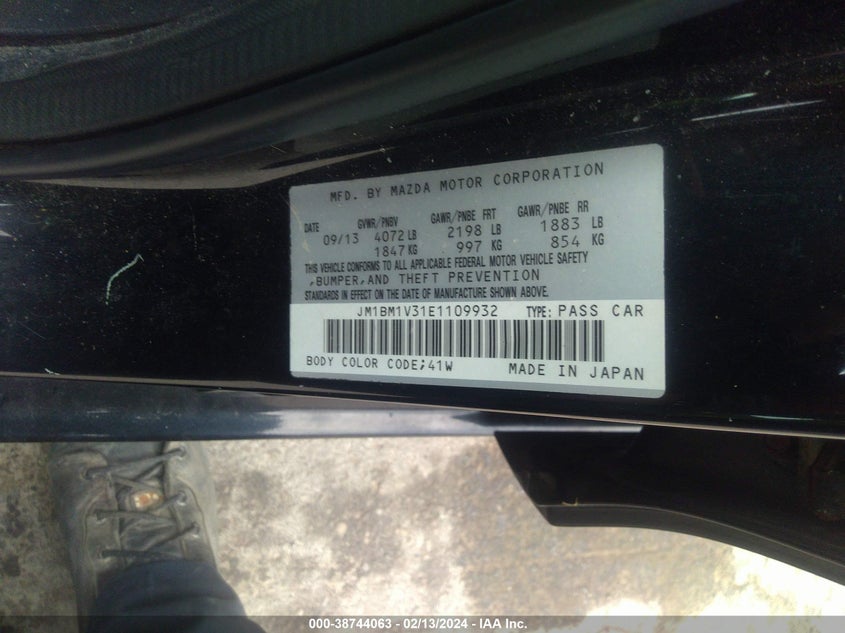 MFD. BY MAZDA MOTOR CORPORATION
DATE GVWR/PNBV GAWR/PNBE FRT GAWR/PNBE RR
09/13 4072 LB 2198 LB 1883 LB
1847 KG 997 KG 854 KG
THIS VEHICLE CONFORMS TO ALL APPLICABLE FEDERAL MOTOR VEHICLE SAFETY
,BUMPER,AND THEFT PREVENTION
STANDARDS IN EFFECT ON THE DATE OF MANUFACTURE SHOWN ABOVE.
JM1BM1V31E1109932 TYPE: PASS CAR
BODY COLOR CODE;41W MADE IN JAPAN
000-38744063 - 02/13/2024 - IAA Inc.